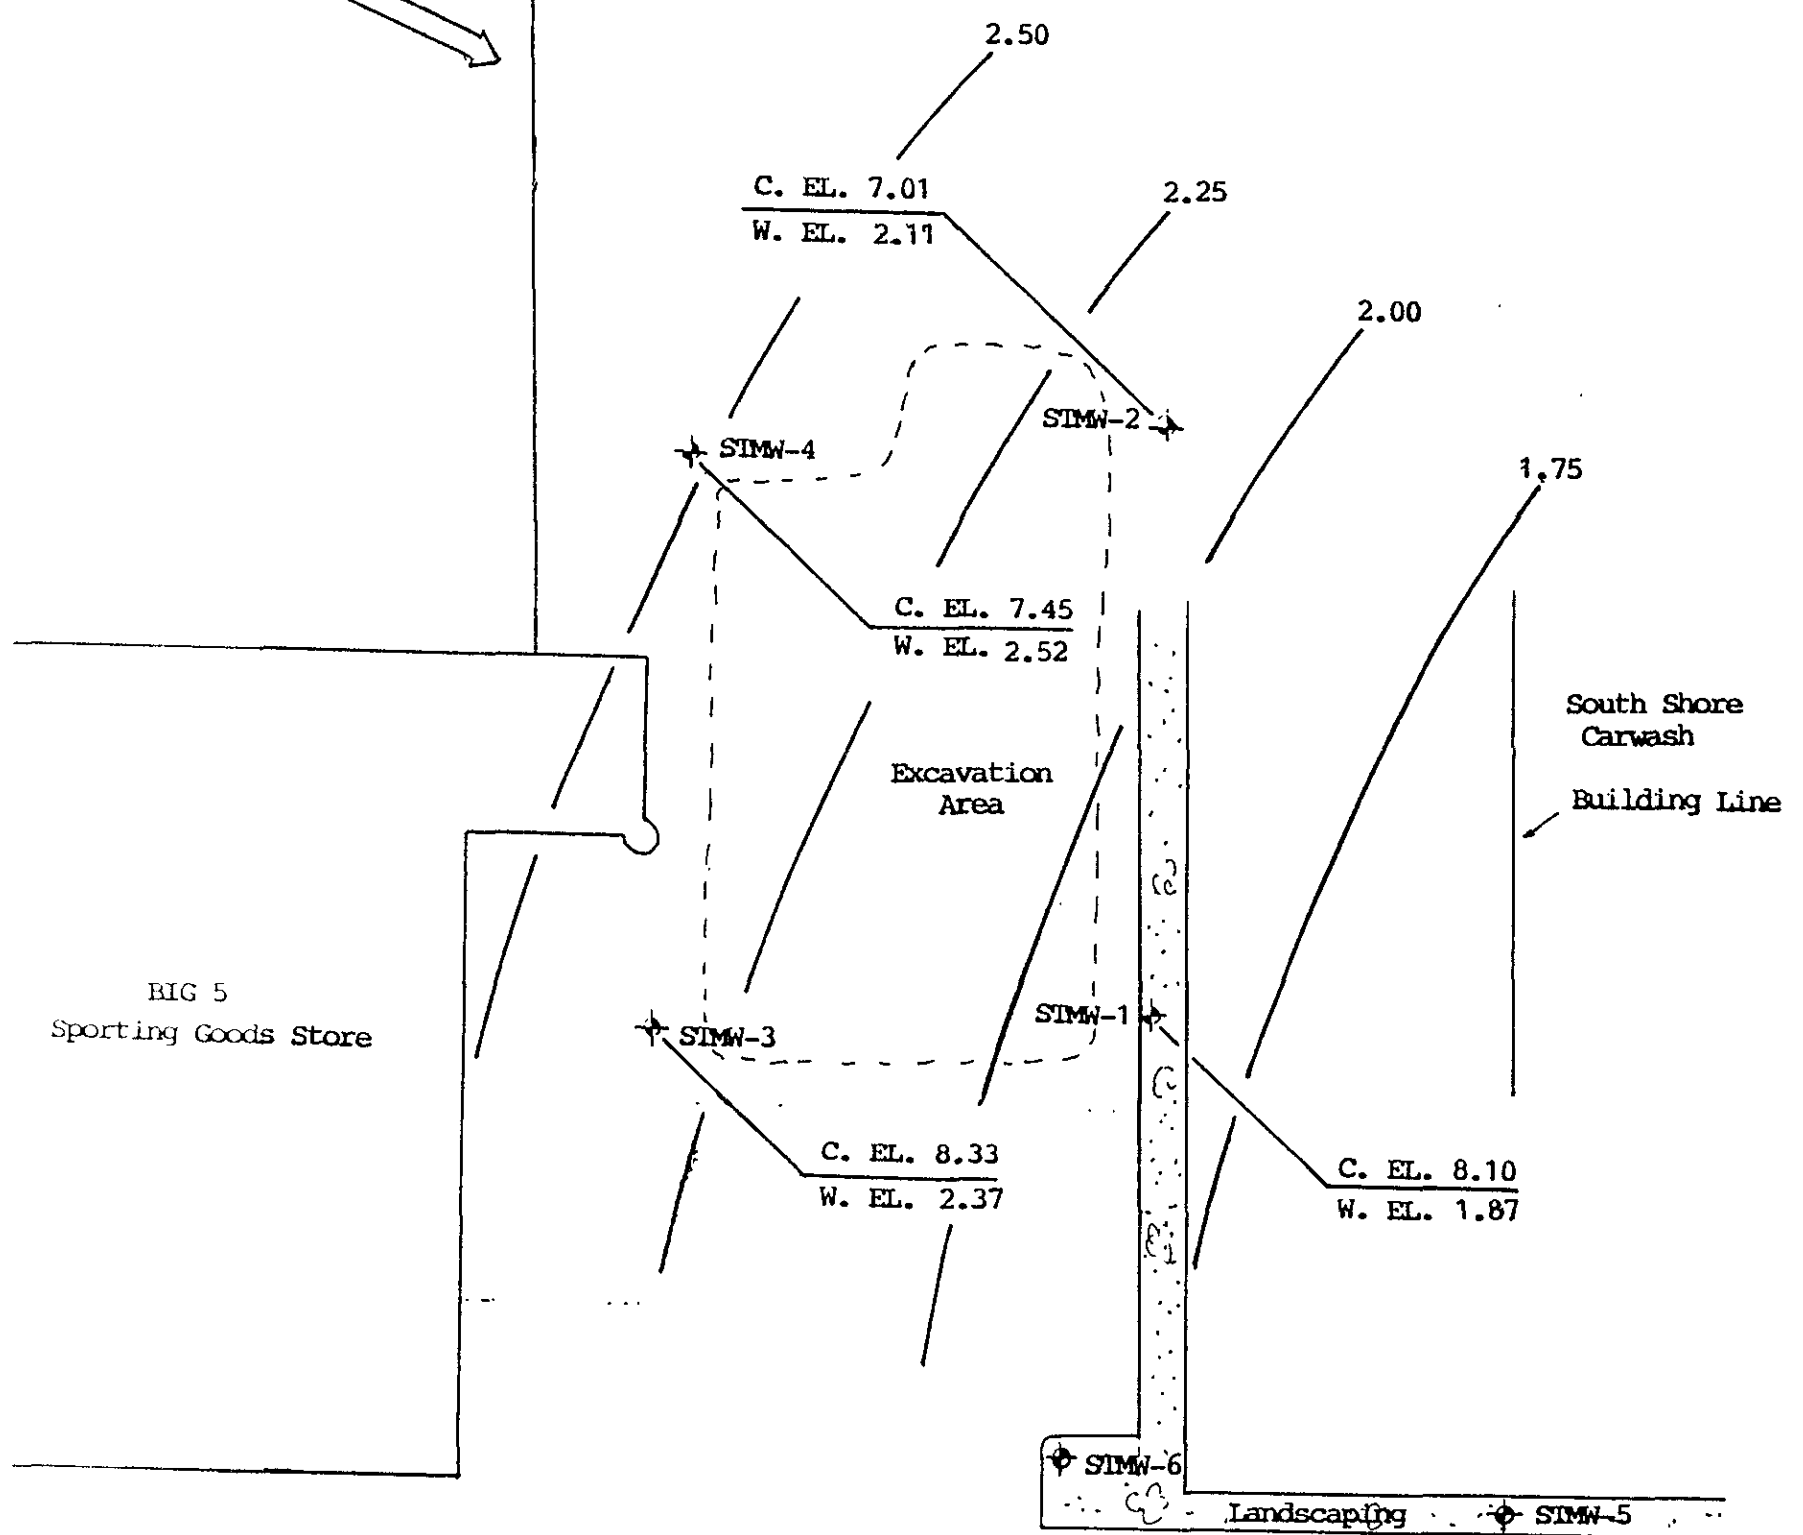 2.50
C. EL. 7.01
W. EL. 2.11
2.25
2.00
STMW-2
STMW-4
1.75
C. EL. 7.45
W. EL. 2.52
South Shore
Carwash
Excavation
Area
Building Line
BIG 5
Sporting Goods Store
STMW-1
STMW-3
C. EL. 8.33
W. EL. 2.37
C. EL. 8.10
W. EL. 1.87
STMW-6
Landscaping
STMW-5